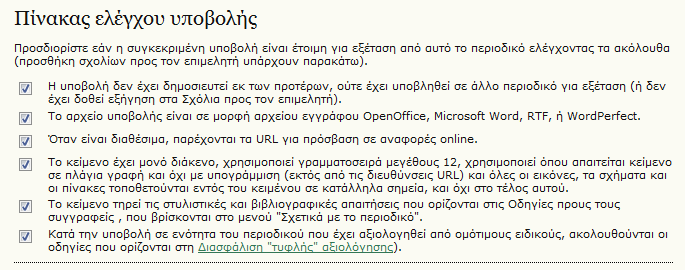 Πίνακας ελέγχου υποβολής
Προσδιορίστε εάν η συγκεκριμένη υποβολή είναι έτοιμη για εξέταση από αυτό το περιοδικό ελέγχοντας τα ακόλουθα
(προσθήκη σχολίων προς τον επιμελητή υπάρχουν παρακάτω).
Η υποβολή δεν έχει δημοσιευτεί εκ των προτέρων, ούτε έχει υποβληθεί σε άλλο περιοδικό για εξέταση (ή δεν
έχει δοθεί εξήγηση στα Σχόλια προς τον επιμελητή).
Το αρχείο υποβολής είναι σε μορφή αρχείου εγγράφου OpenOffice, Microsoft Word, RTF, ή WordPerfect.
Όταν είναι διαθέσιμα, παρέχονται τα URL για πρόσβαση σε αναφορές online.
Το κείμενο έχει μονό διάκενο, χρησιμοποιεί γραμματοσειρά μεγέθους 12, χρησιμοποιεί όπου απαιτείται κείμενο
σε πλάγια γραφή και όχι με υπογράμμιση (εκτός από τις διευθύνσεις URL) και όλες οι εικόνες, τα σχήματα και
οι πίνακες τοποθετούνται εντός του κειμένου σε κατάλληλα σημεία, και όχι στο τέλος αυτού.
Το κείμενο τηρεί τις στυλιστικές και βιβλιογραφικές απαιτήσεις που ορίζονται στις Οδηγίες πρους τους
συγγραφείς , που βρίσκονται στο μενού "Σχετικά με το περιοδικό".
Κατά την υποβολή σε ενότητα του περιοδικού που έχει αξιολογηθεί από ομότιμους ειδικούς, ακολουθούνται οι
οδηγίες που ορίζονται στη Διασφάλιση "τυφλής" αξιολόγησης).